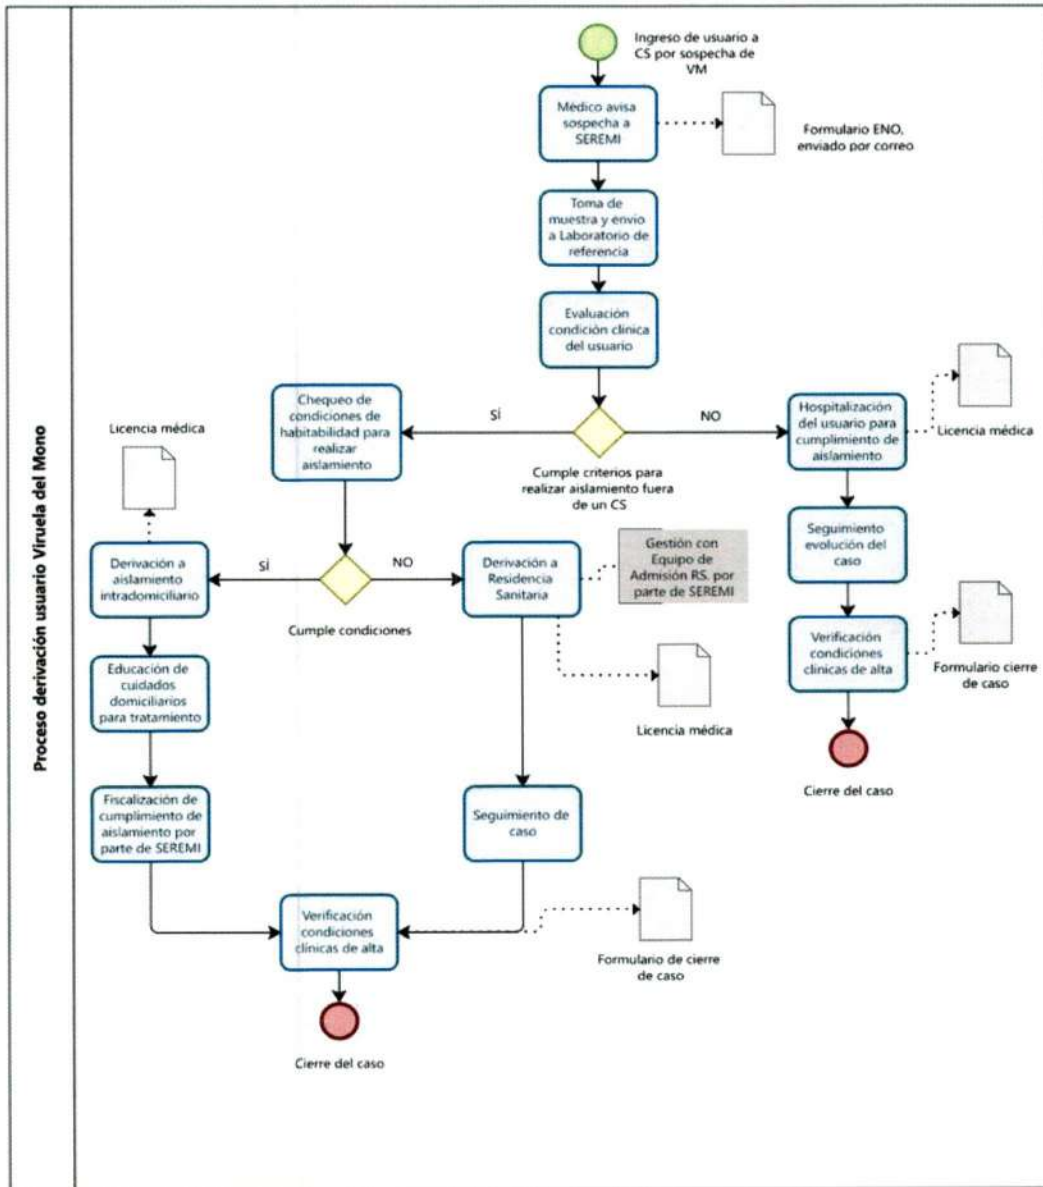 Proceso derivación usuario Viruela del Mono
Ingreso de usuario a
CS por sospecha de
VM
Médico avisa
sospecha a
SEREMI
Formulario ENO,
enviado por correo
Toma de
muestra y envio
a Laboratorio de
referencia
Evaluación
condición clínica
del usuario
Chequeo de
condiciones de
habitabilidad para
realizar
aislamiento
SÍ
NO
Cumple criterios para
realizar aislamiento fuera
de un CS
Hospitalización
del usuario para
cumplimiento de
aislamiento
Licencia médica
Licencia médica
Seguimiento
evolución del
caso
Derivación a
aislamiento
intradomiciliario
SÍ
NO
Cumple condiciones
Derivación a
Residencia
Sanitaria
Gestión con
Equipo de
Admisión RS. por
parte de SEREMI
Verificación
condiciones
clínicas de alta
Formulario cierre
de caso
Educación de
cuidados
domiciliarios
para tratamiento
Licencia médica
Cierre del caso
Fiscalización de
cumplimiento de
aislamiento por
parte de SEREMI
Seguimiento de
caso
Verificación
condiciones
clínicas de alta
Formulario de cierre
de caso
Cierre del caso